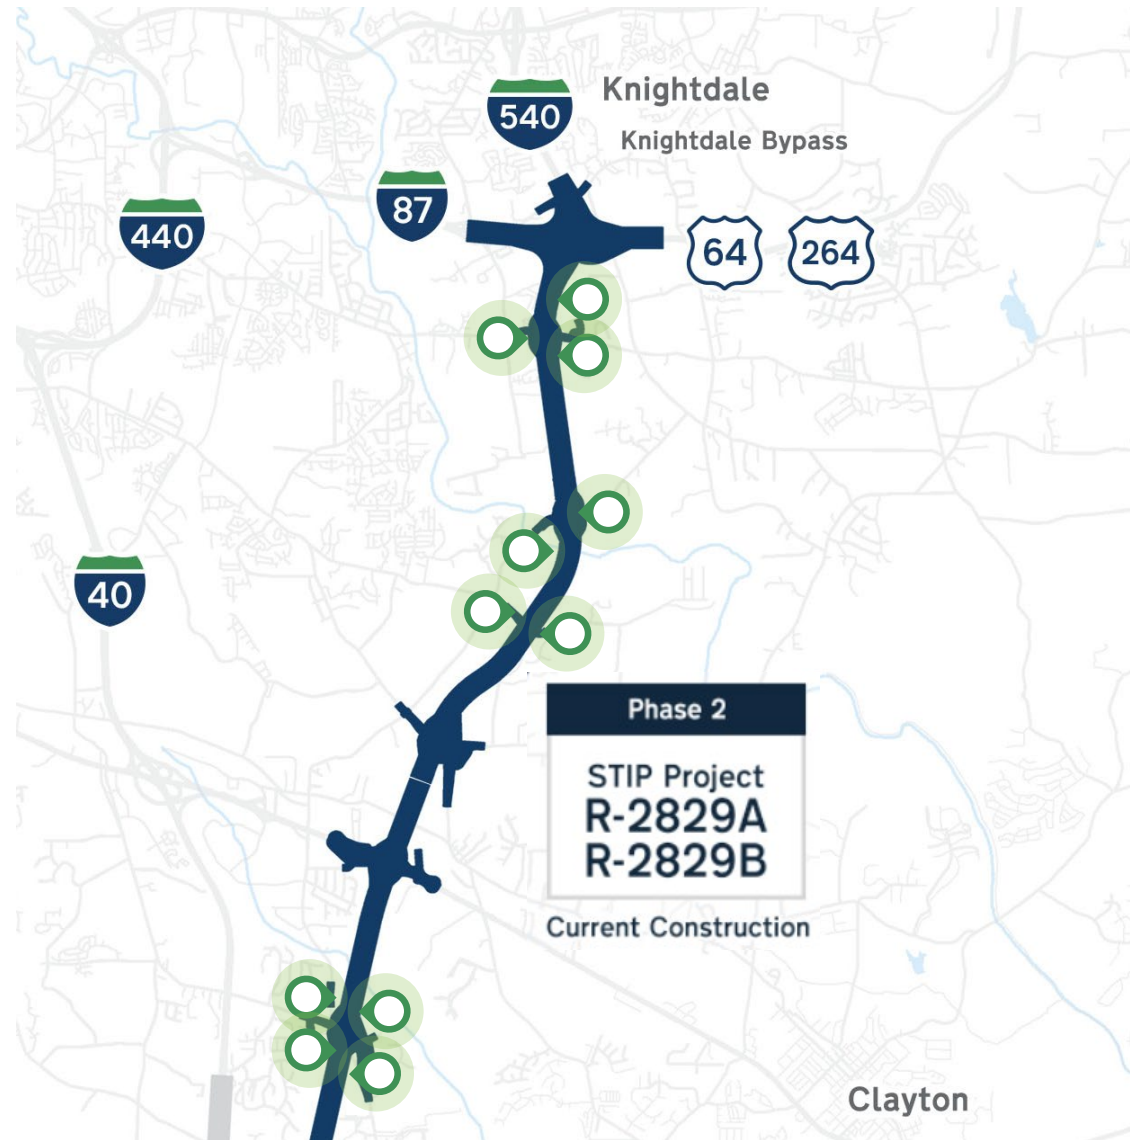 540
Knightdale
Knightdale Bypass
87
440
64
264
40
Phase 2
STIP Project
R-2829A
R-2829B
Current Construction
Clayton